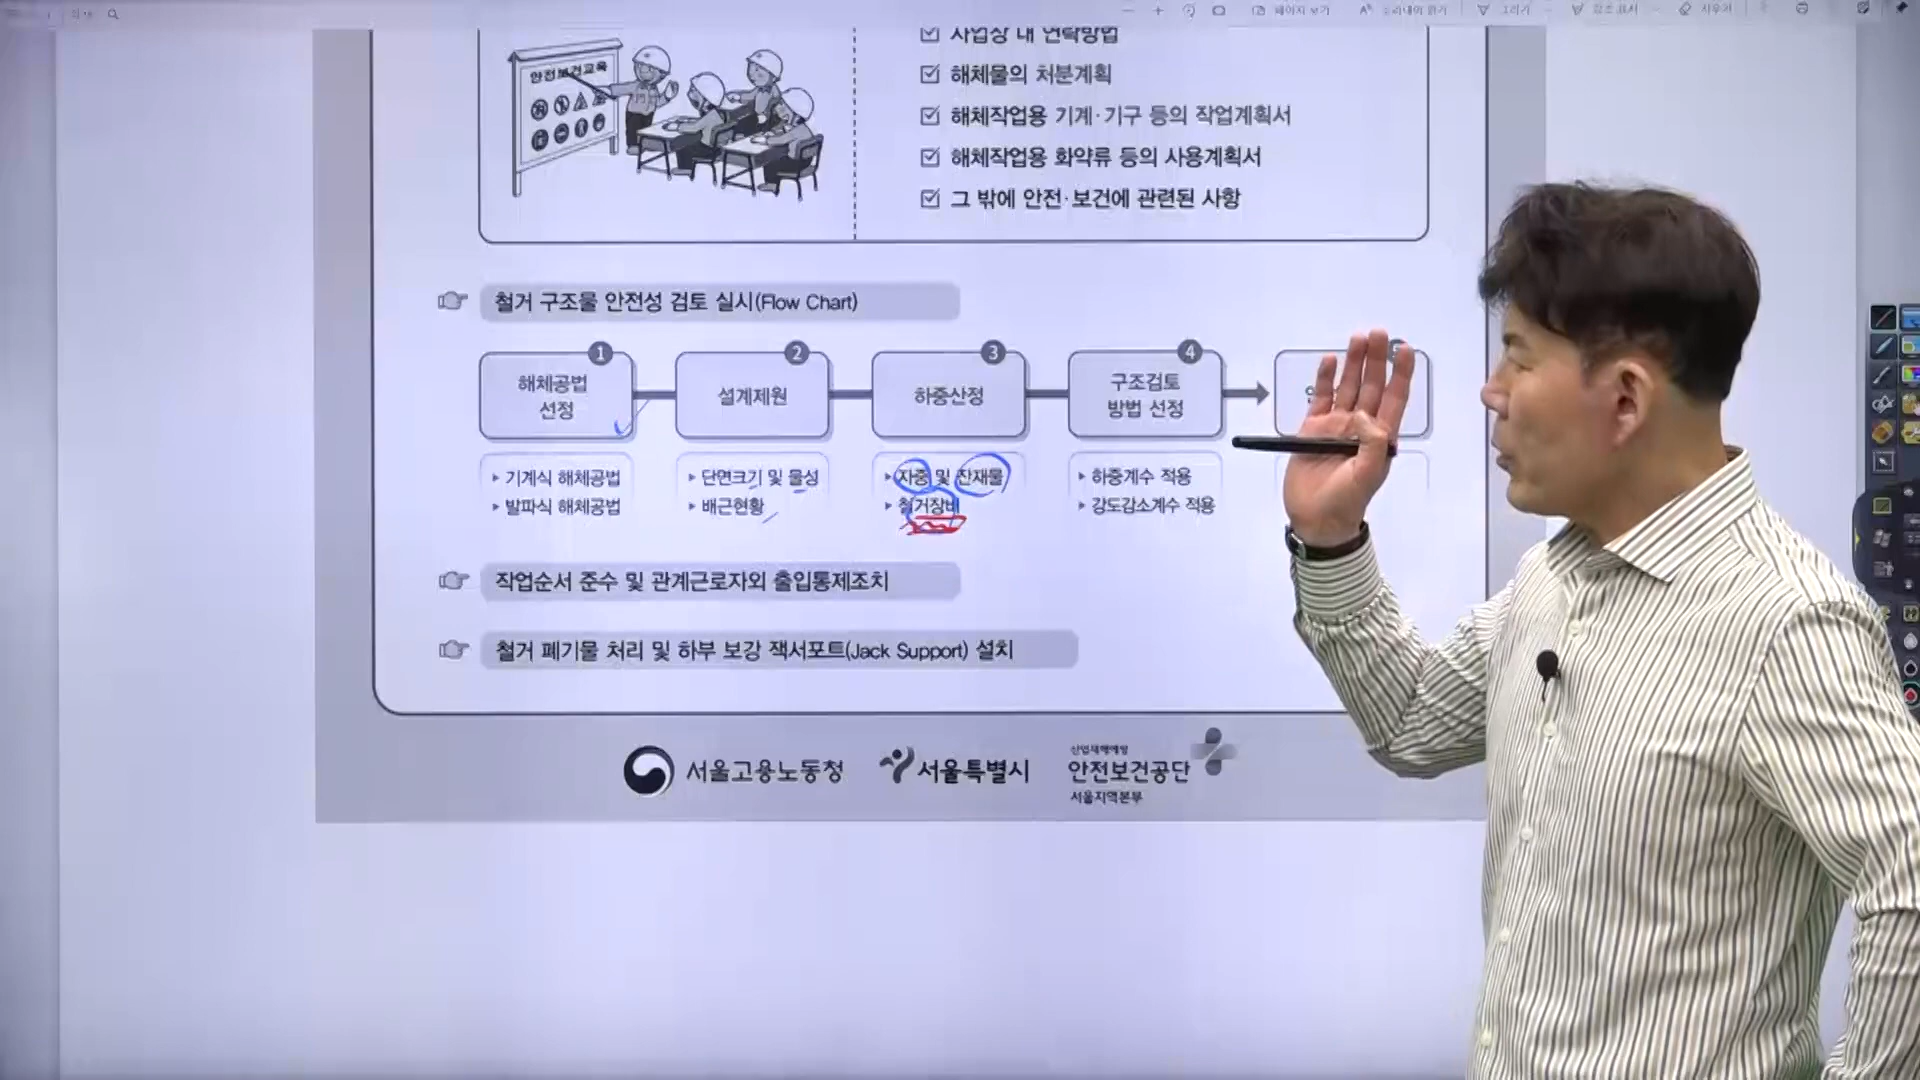 페이지 보기
안전보건교육
사업장 내 연락방법
해체물의 처분계획
해체작업용 기계·기구 등의 작업계획서
해체작업용 화약류 등의 사용계획서
그 밖에 안전·보건에 관련된 사항
철거 구조물 안전성 검토 실시(Flow Chart)
1
해체공법
선정
▸ 기계식 해체공법
▸ 발파식 해체공법
2
설계제원
▸ 단면크기 및 물성
▸ 배근현황
3
하중산정
▸ 자중 및 잔재물
▸ 철거장비
4
구조검토
방법 선정
▸ 하중계수 적용
▸ 강도감소계수 적용
작업순서 준수 및 관계근로자외 출입통제조치
철거 폐기물 처리 및 하부 보강 잭서포트(Jack Support) 설치
서울고용노동청
서울특별시
산업재해예방
안전보건공단
서울지역본부